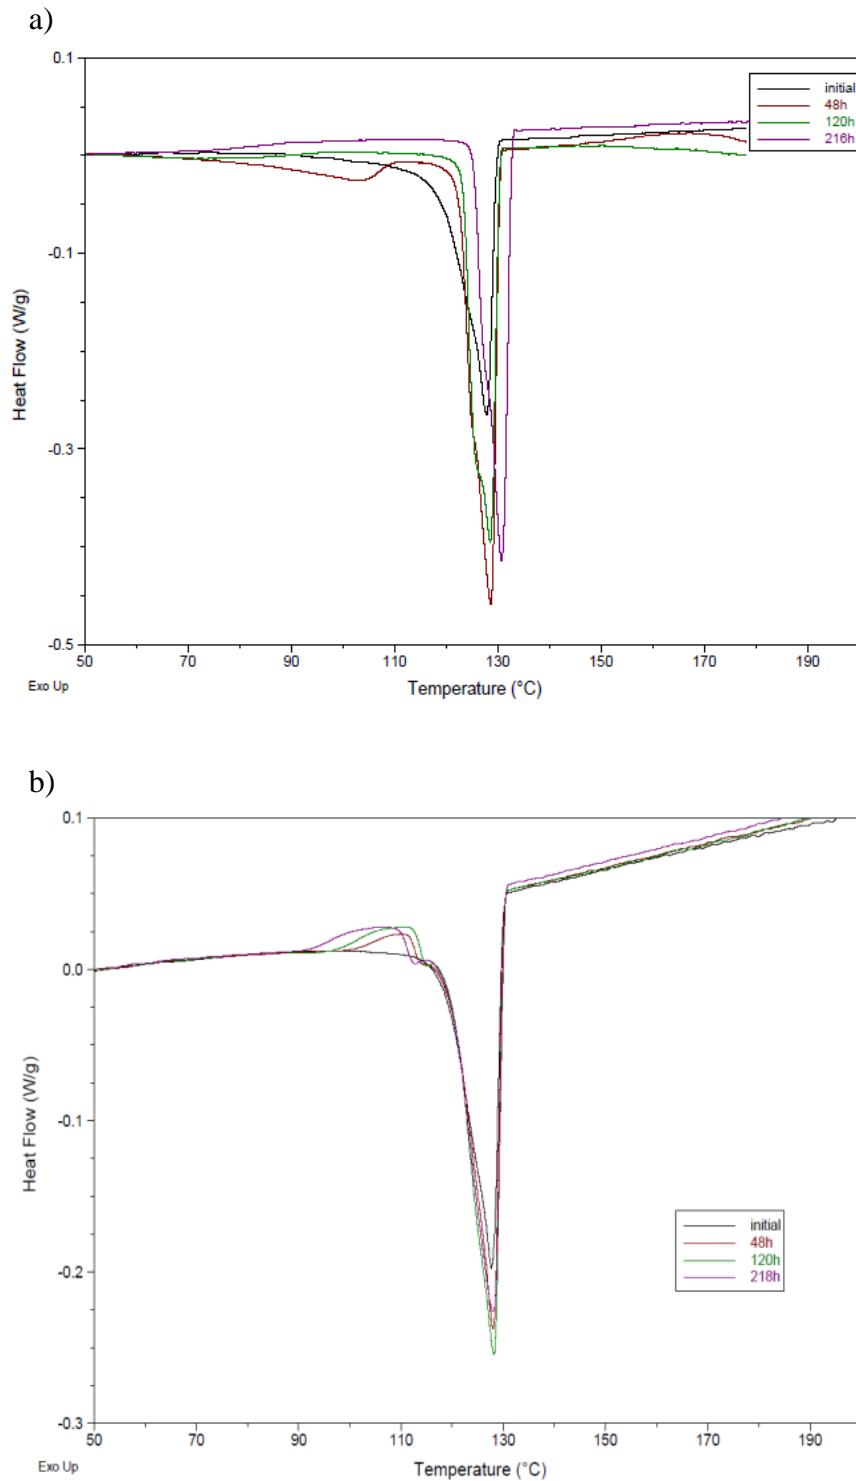 a)
0.1
initial
48h
120h
216h
-0.1
Heat Flow (W/g)
-0.3
-0.5
50 70 90 110 130 150 170 190
Exo Up
Temperature (°C)
b)
0.1
0.0
Heat Flow (W/g)
-0.1
initial
48h
120h
218h
-0.2
-0.3
50 70 90 110 130 150 170 190
Exo Up
Temperature (°C)